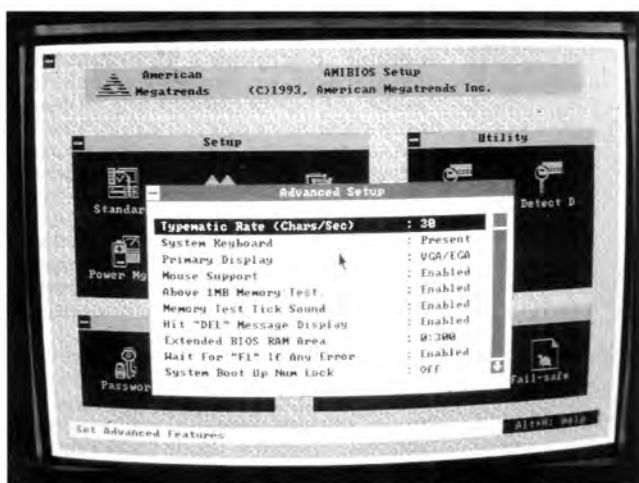 American
Megatrends
AMIBIOS Setup
(C)1993, American Megatrends Inc.
Setup
Utility
Standar
Detect D
Power Mg
Advanced Setup
Typematic Rate (Chars/Sec) : 30
System Keyboard : Present
Primary Display : VGA/EGA
Mouse Support : Enabled
Above 1MB Memory Test : Enabled
Memory Test Tick Sound : Enabled
Hit "DEL" Message Display : Enabled
Extended BIOS RAM Area : 0:300
Wait For "F1" If Any Error : Enabled
System Boot Up Num Lock : Off
Passwor
Fail-safe
Set Advanced Features
Alt+H: Help